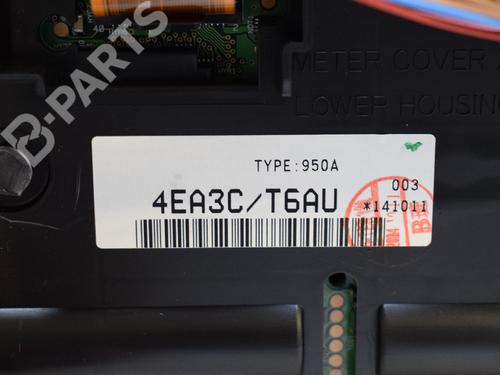 B-PARTS
METER COVER
LOWER HOUSING
TYPE:950A
4EA3C/T6AU
003
*141011